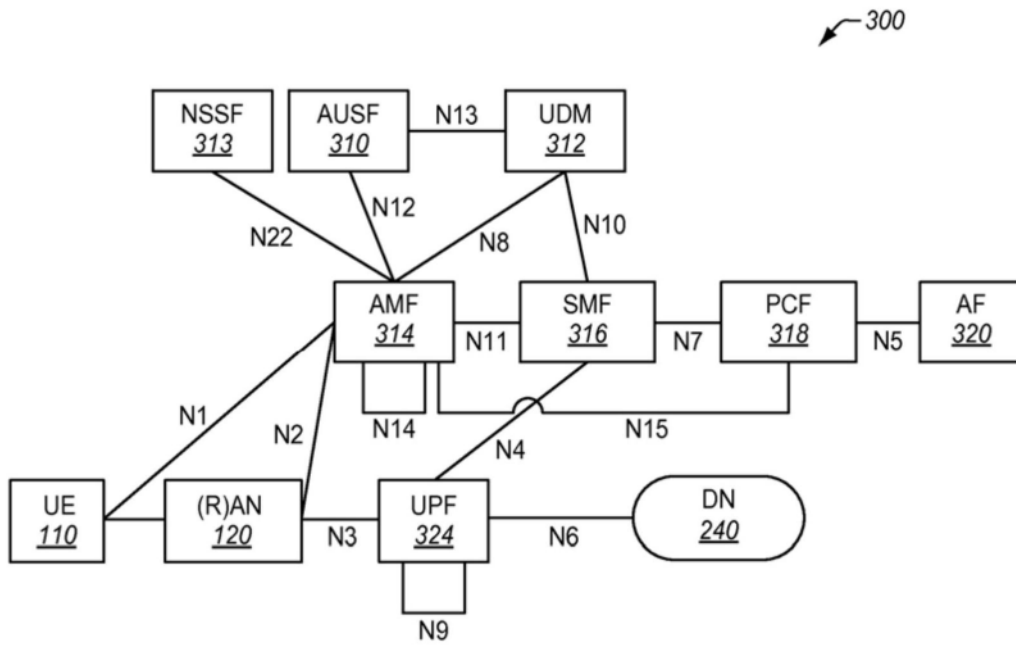 300
NSSF
313
AUSF
310
N13
UDM
312
N22
N12
N8
N10
AMF
314
N11
SMF
316
N7
PCF
318
N5
AF
320
N1
N2
N14
N4
N15
UE
110
(R)AN
120
N3
UPF
324
N6
DN
240
N9